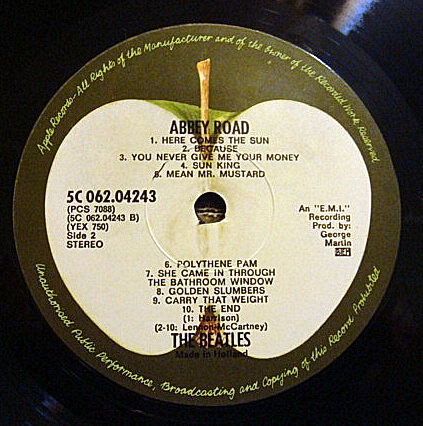 Apple Records - All Rights of the Manufacturer and of the Owner of the Recorded Work Reserved
ABBEY ROAD
1. HERE COMES THE SUN
2. BECAUSE
3. YOU NEVER GIVE ME YOUR MONEY
4. SUN KING
5. MEAN MR. MUSTARD
5C 062.04243
(PCS 7088)
(5C 062.04243 B)
(YEX 750)
Side 2
STEREO
An "E.M.I."
Recording
Prod. by:
George
Martin
6. POLYTHENE PAM
7. SHE CAME IN THROUGH
THE BATHROOM WINDOW
8. GOLDEN SLUMBERS
9. CARRY THAT WEIGHT
10. THE END
(1: Harrison)
(2-10: Lennon-McCartney)
THE BEATLES
Made in Holland
Unauthorised Public Performance, Broadcasting and Copying of this Record Prohibited